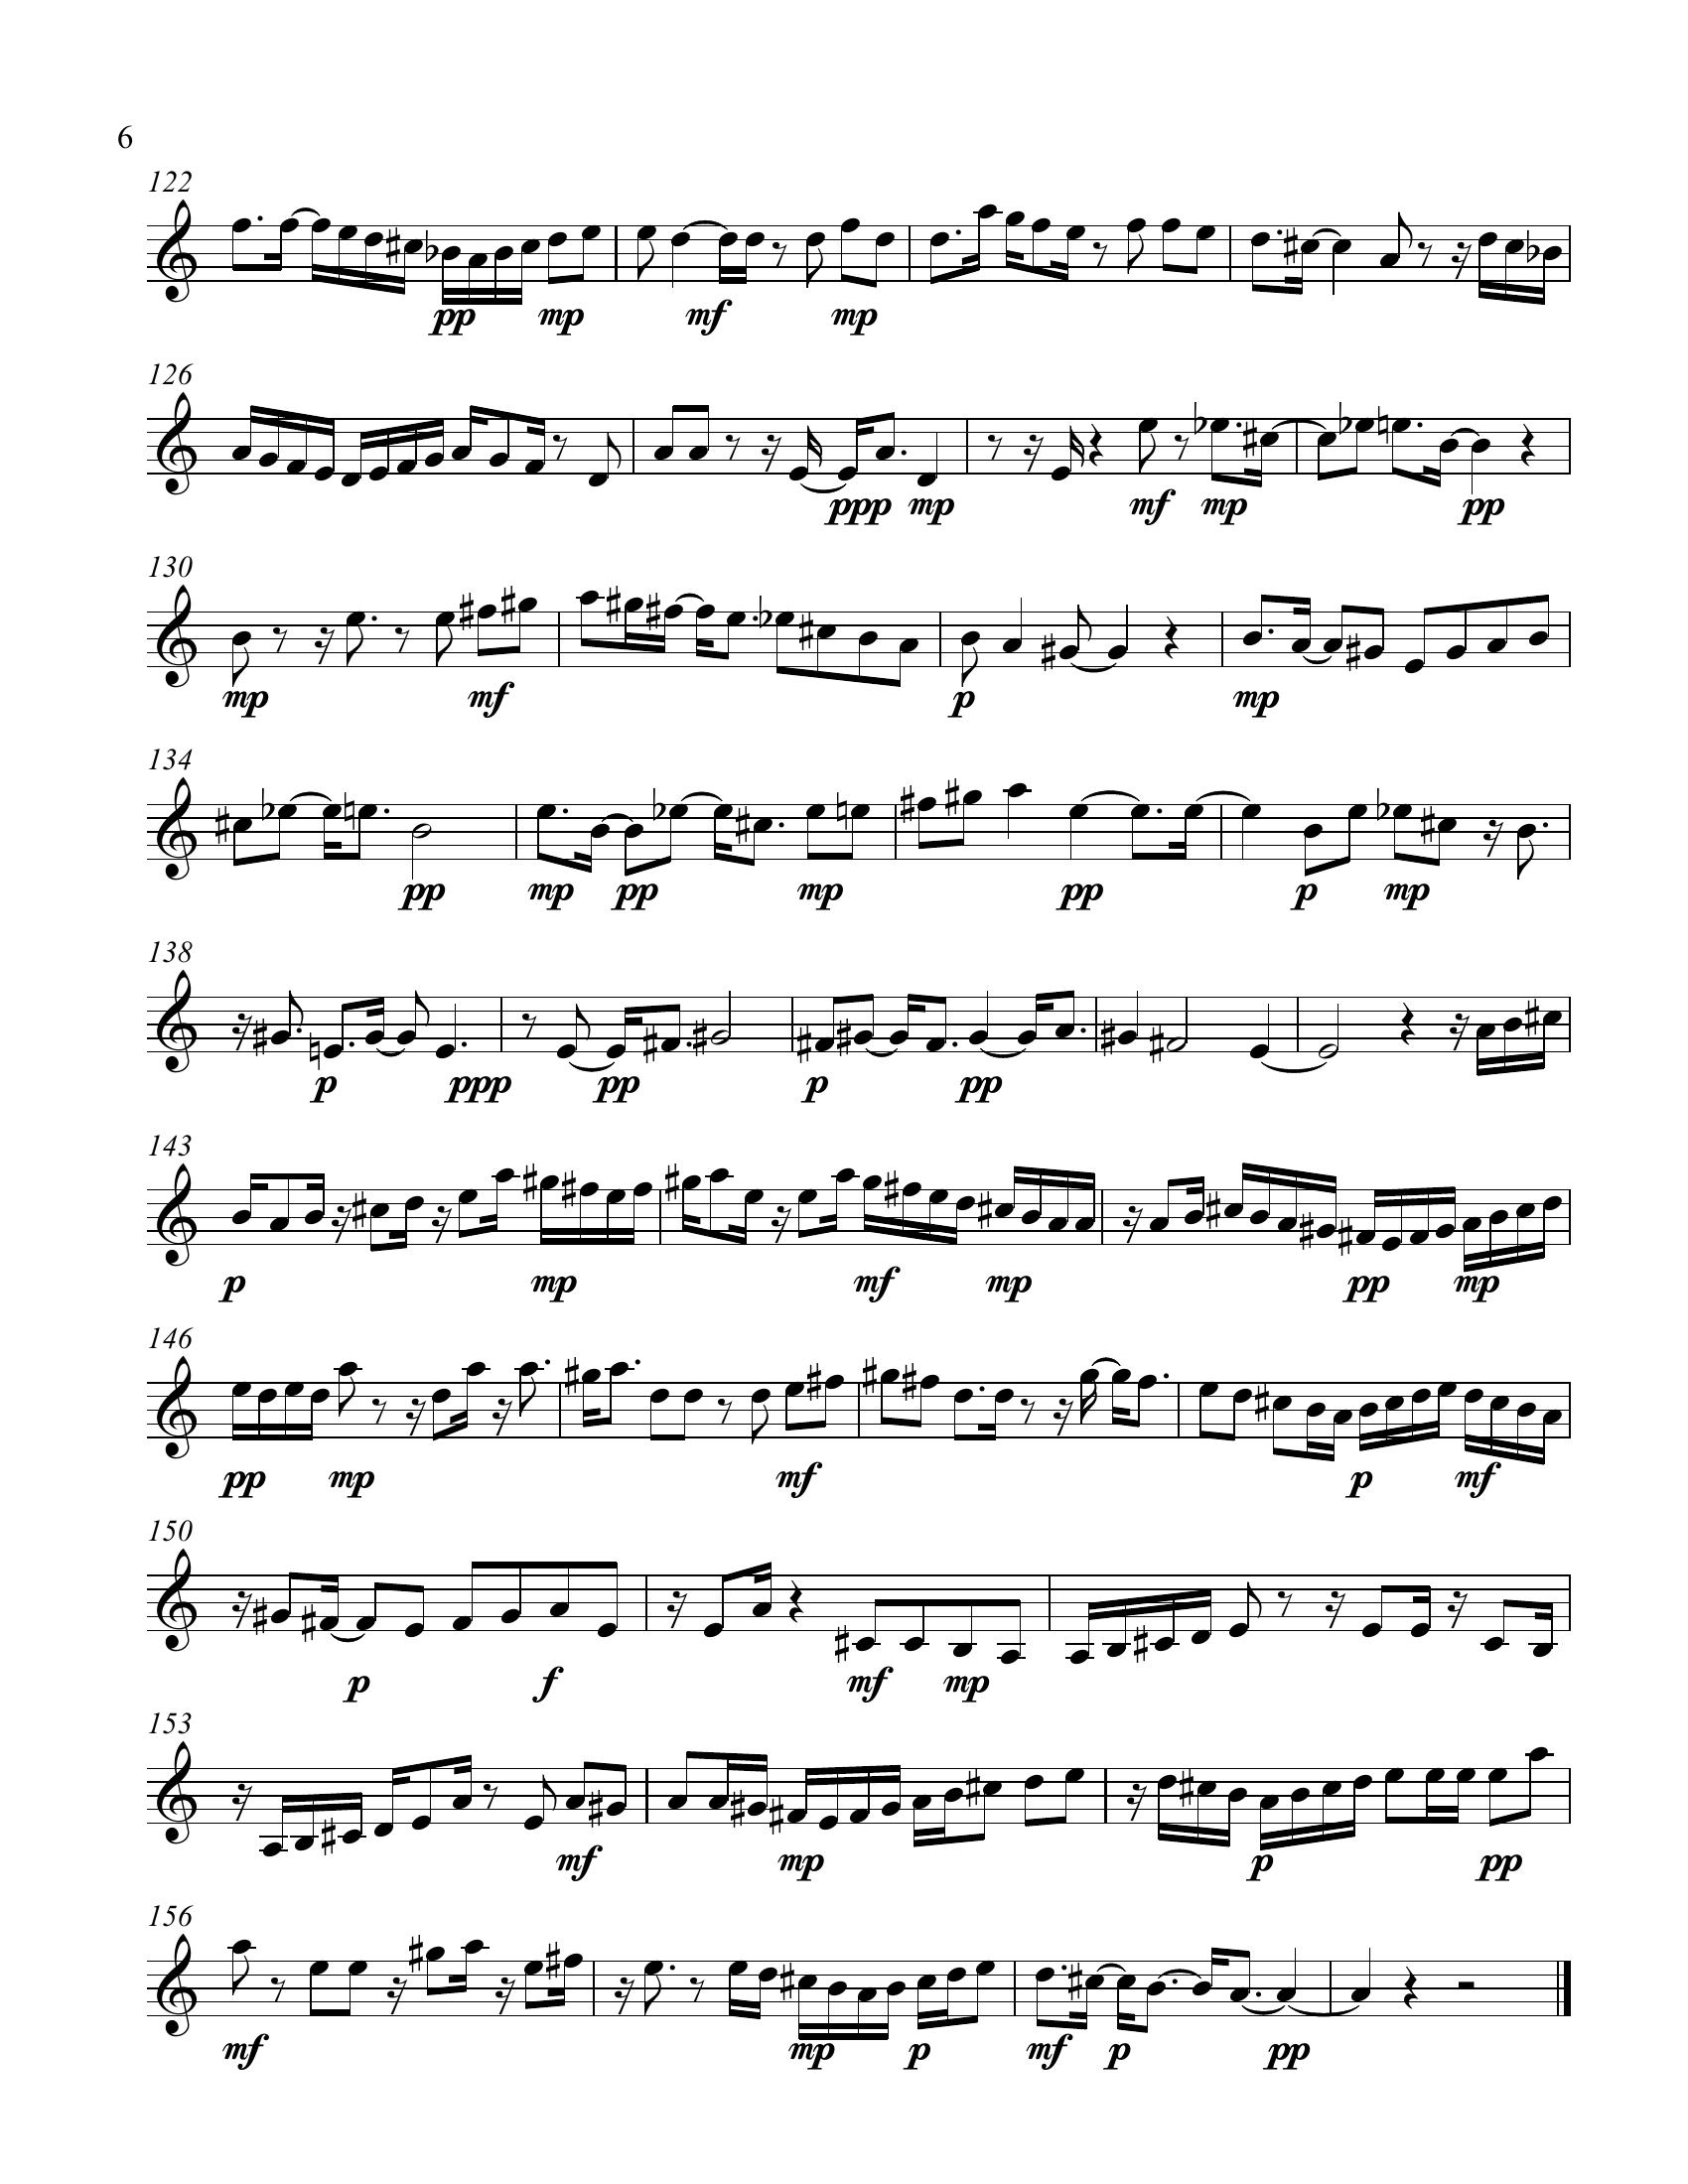 6
122
pp mp mf mp
126
ppp mp mf mp pp
130
mp mf p mp
134
pp mp pp mp pp p mp
138
p ppp pp p pp
143
p mp mf mp pp mp
146
pp mp mf p mf
150
p f mf mp
153
mf mp p pp
156
mf mp p mf p pp